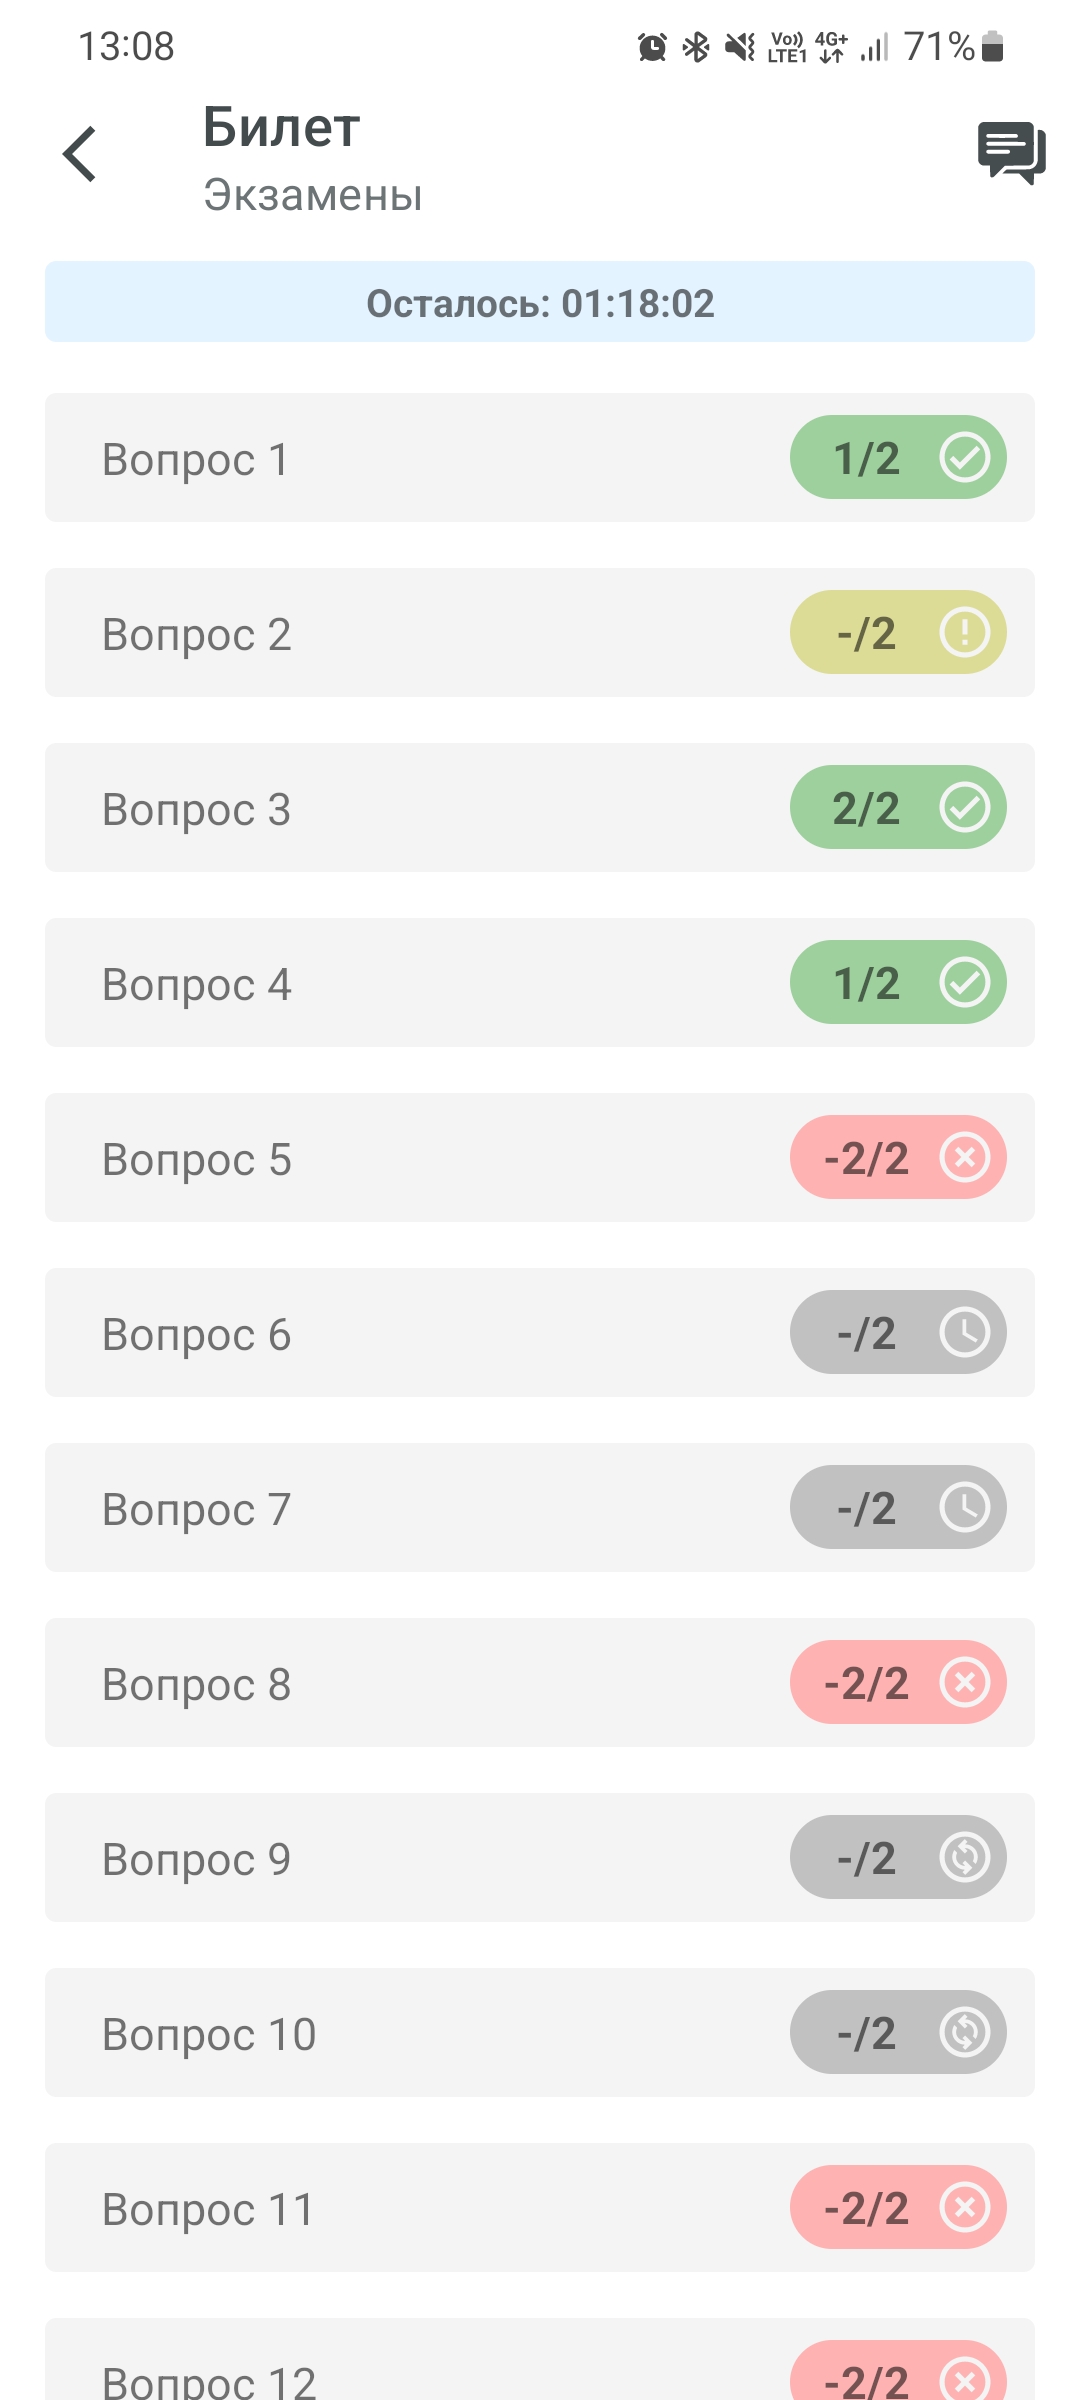 13:08 Vo)) LTE1 4G+ 71%
Билет
Экзамены
Осталось: 01:18:02
Вопрос 1 1/2
Вопрос 2 -/2
Вопрос 3 2/2
Вопрос 4 1/2
Вопрос 5 -2/2
Вопрос 6 -/2
Вопрос 7 -/2
Вопрос 8 -2/2
Вопрос 9 -/2
Вопрос 10 -/2
Вопрос 11 -2/2
Вопрос 12 -2/2